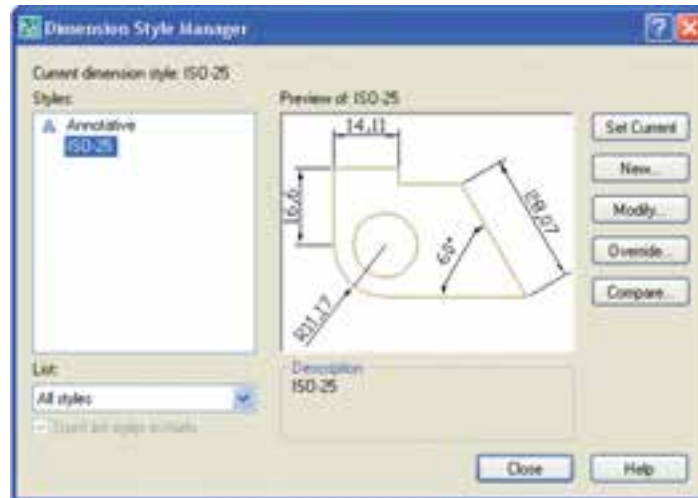 Dimension Style Manager
Current dimension style: ISO-25
Styles:
Annotative
ISO-25
Preview of: ISO-25
14,11
16,6
28,07
60°
R11,17
Set Current
New...
Modify...
Override...
Compare...
List:
All styles
Description
ISO-25
Close
Help